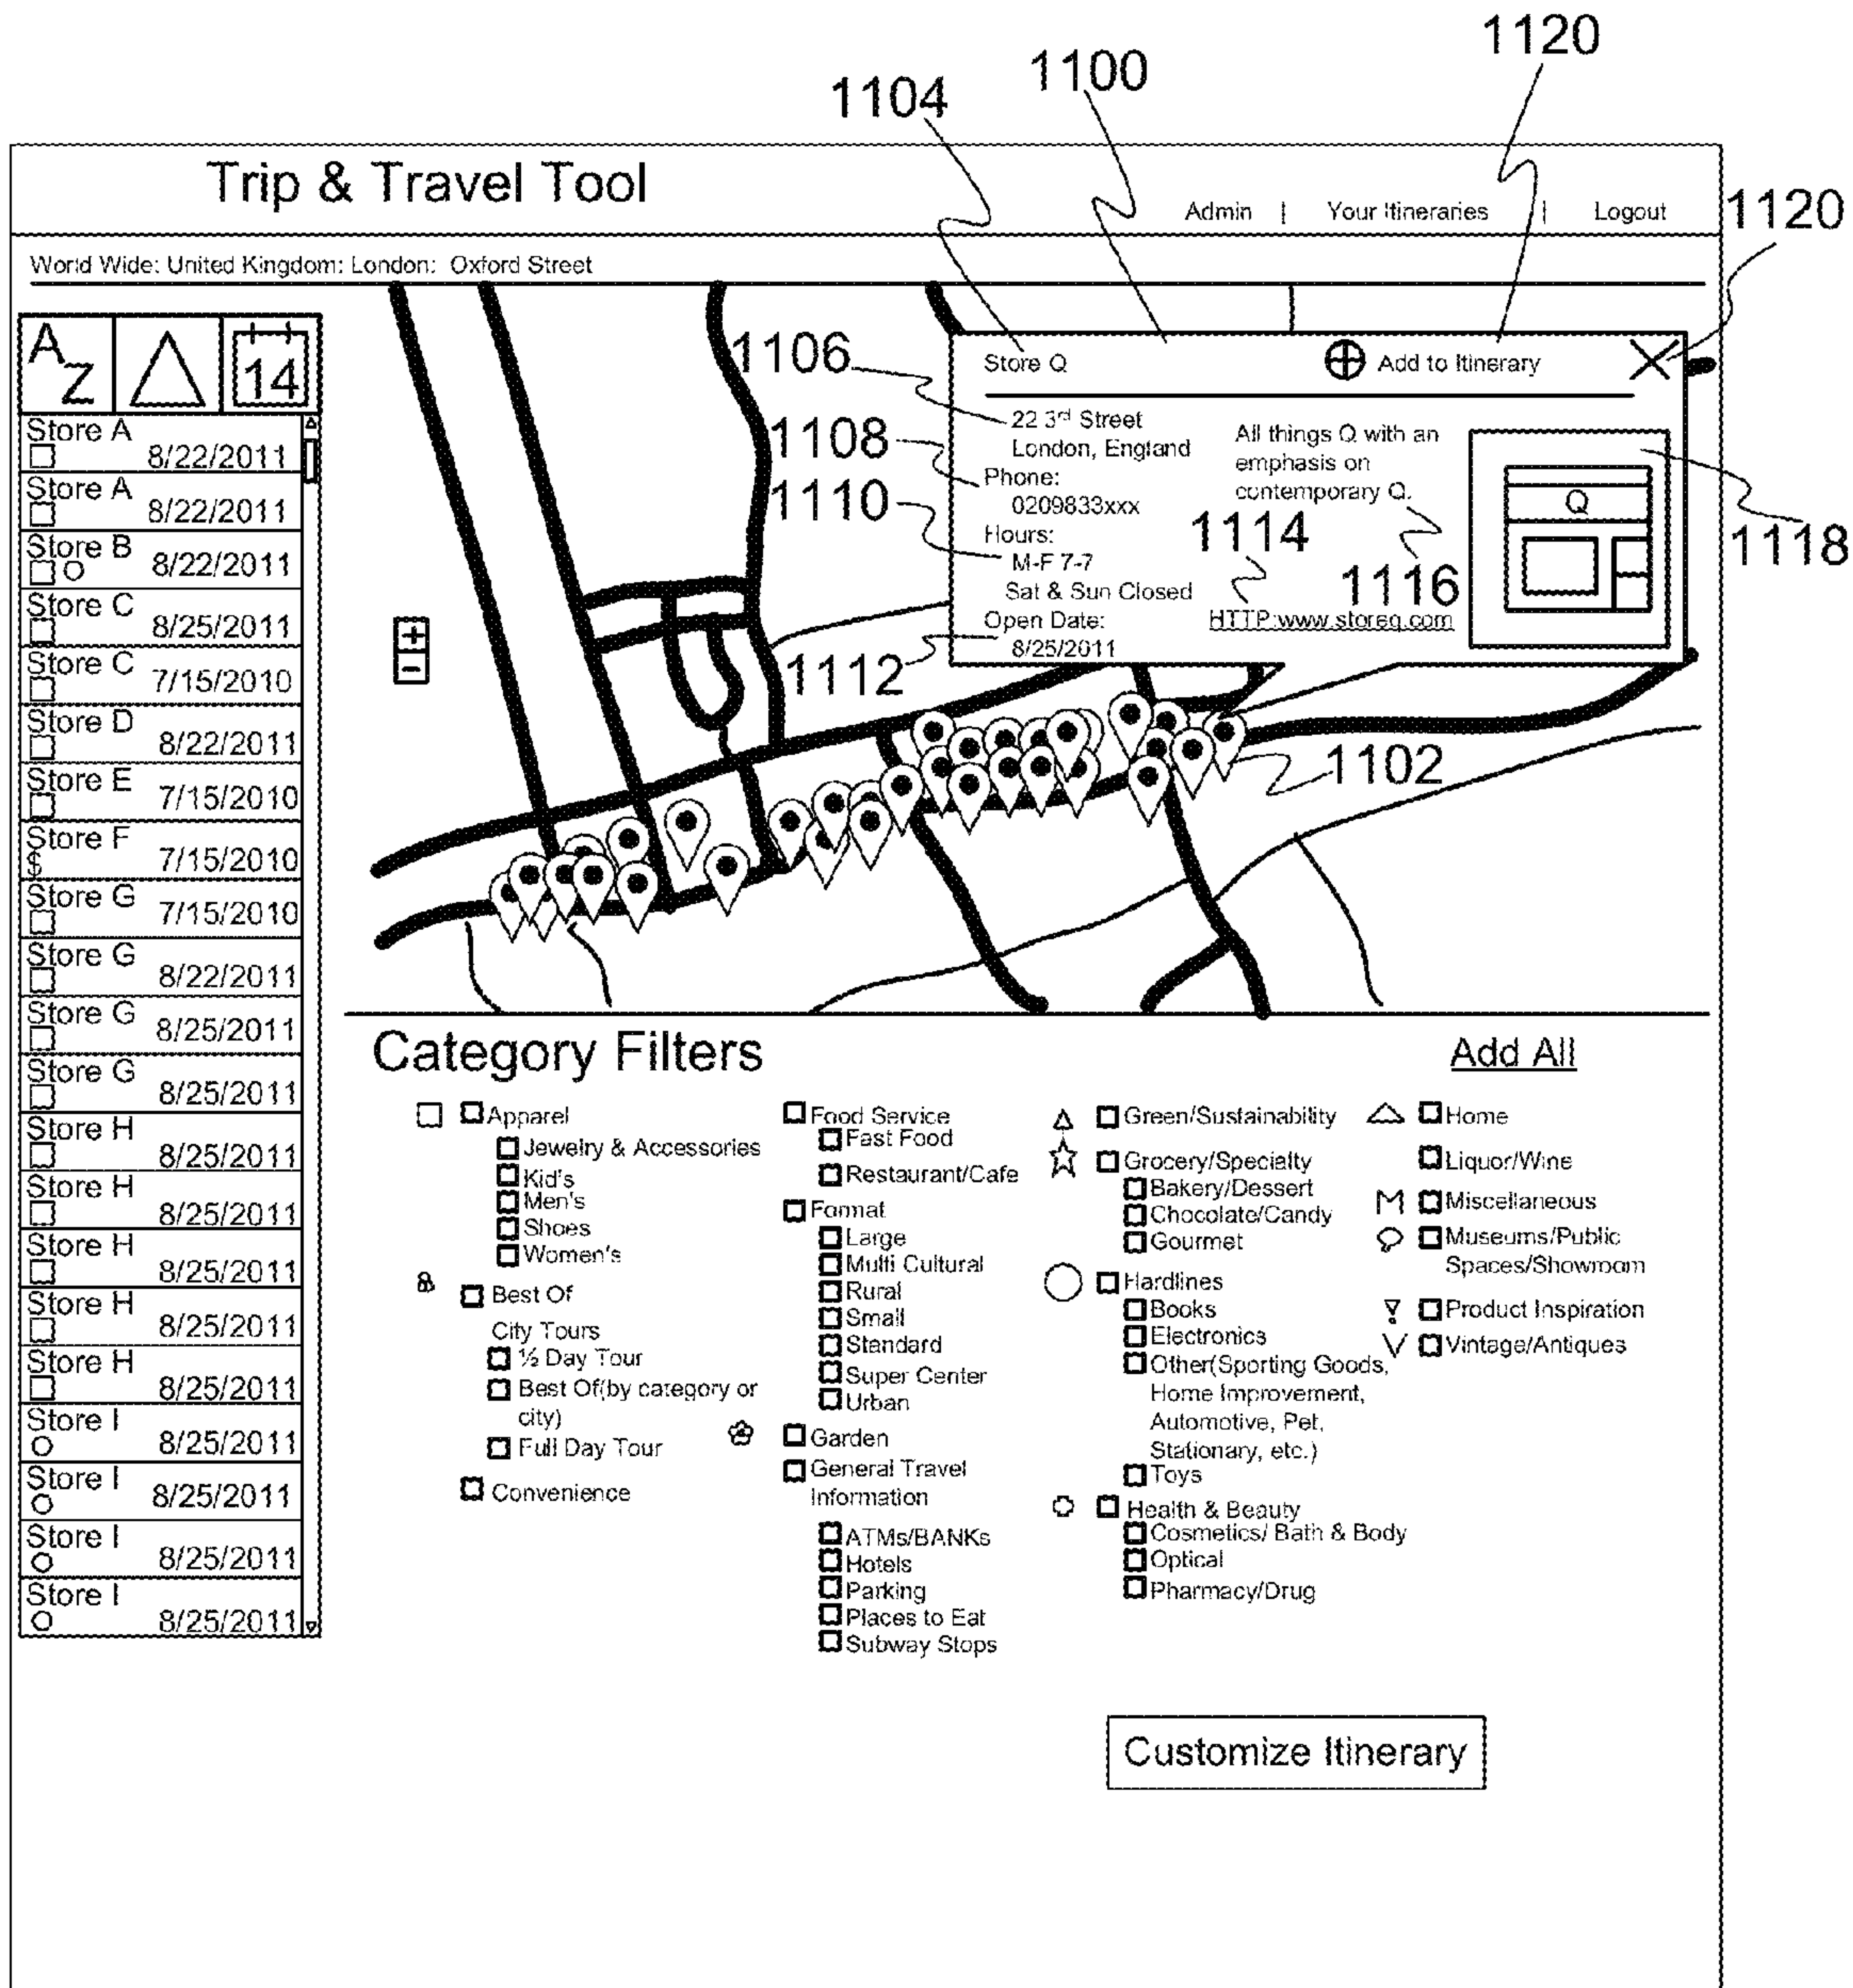 1120
1100
1104
Trip & Travel Tool
Admin | Your Itineraries | Logout
1120
World Wide: United Kingdom: London: Oxford Street
A
Z
14
Store A
8/22/2011
Store A
8/22/2011
Store B
8/22/2011
Store C
8/25/2011
Store C
7/15/2010
Store D
8/22/2011
Store E
7/15/2010
Store F
$
7/15/2010
Store G
7/15/2010
Store G
8/22/2011
Store G
8/25/2011
Store G
8/25/2011
Store H
8/25/2011
Store H
8/25/2011
Store H
8/25/2011
Store H
8/25/2011
Store H
8/25/2011
Store I
8/25/2011
Store I
8/25/2011
Store I
8/25/2011
Store I
8/25/2011
+
-
1106
1108
1110
1112
Store Q
Add to Itinerary
22 3rd Street
London, England
Phone:
0209833xxx
Hours:
M-F 7-7
Sat & Sun Closed
Open Date:
8/25/2011
All things Q with an
emphasis on
contemporary Q.
1114
1116
HTTP:www.storeq.com
Q
1118
1102
Category Filters
Add All
Apparel
Jewelry & Accessories
Kid's
Men's
Shoes
Women's
Best Of
City Tours
½ Day Tour
Best Of(by category or
city)
Full Day Tour
Convenience
Food Service
Fast Food
Restaurant/Cafe
Format
Large
Multi Cultural
Rural
Small
Standard
Super Center
Urban
Garden
General Travel
Information
ATMs/BANKs
Hotels
Parking
Places to Eat
Subway Stops
Green/Sustainability
Grocery/Specialty
Bakery/Dessert
Chocolate/Candy
Gourmet
Hardlines
Books
Electronics
Other(Sporting Goods,
Home Improvement,
Automotive, Pet,
Stationary, etc.)
Toys
Health & Beauty
Cosmetics/ Bath & Body
Optical
Pharmacy/Drug
Home
Liquor/Wine
M Miscellaneous
Museums/Public
Spaces/Showroom
Product Inspiration
V Vintage/Antiques
Customize Itinerary